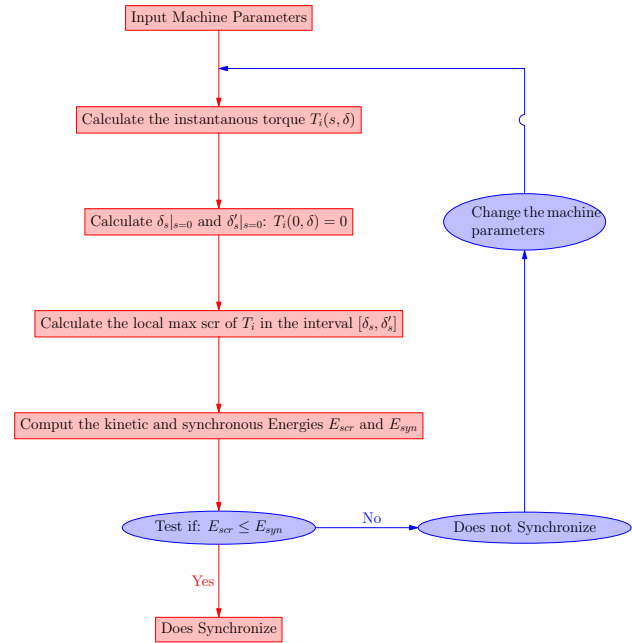 Input Machine Parameters
Calculate the instantanous torque $T_i(s, \delta)$
Calculate $\delta_s|_{s=0}$ and $\delta'_s|_{s=0}$: $T_i(0, \delta) = 0$
Change the machine
parameters
Calculate the local max scr of $T_i$ in the interval $[\delta_s, \delta'_s]$
Comput the kinetic and synchronous Energies $E_{scr}$ and $E_{syn}$
Test if: $E_{scr} \leq E_{syn}$
No
Does not Synchronize
Yes
Does Synchronize